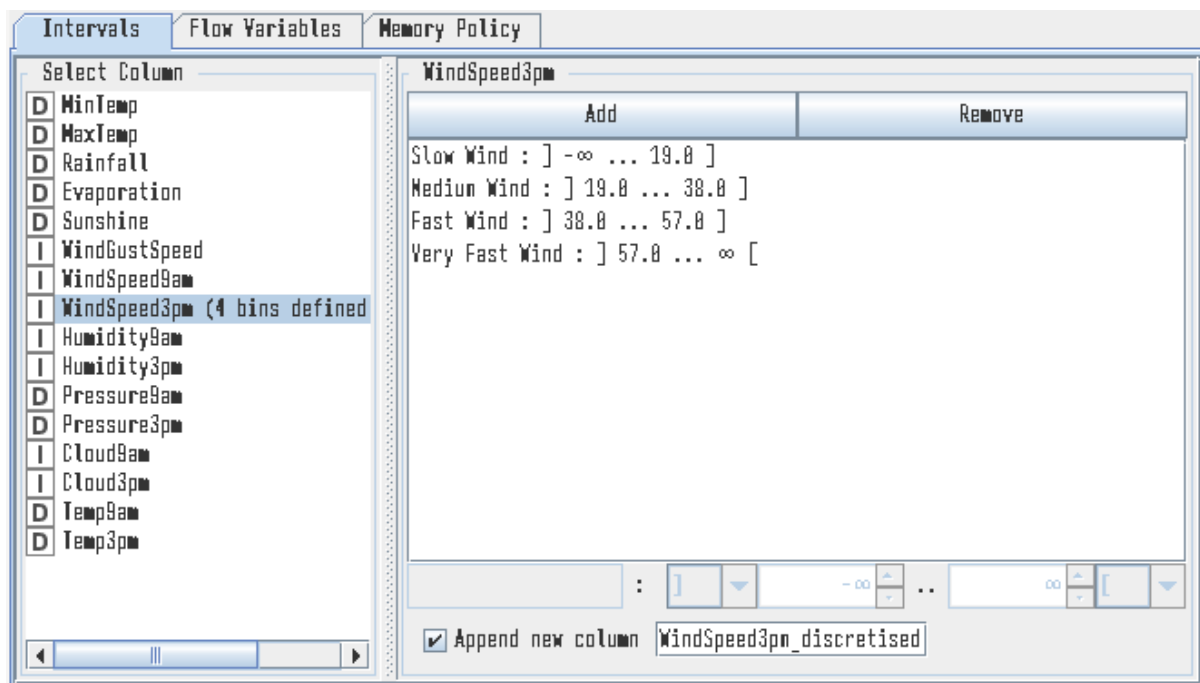 Intervals Flow Variables Memory Policy
Select Column
D MinTemp
D MaxTemp
D Rainfall
D Evaporation
D Sunshine
I WindGustSpeed
I WindSpeed9am
I WindSpeed3pm (4 bins defined
I Humidity9am
I Humidity3pm
D Pressure9am
D Pressure3pm
I Cloud9am
I Cloud3pm
D Temp9am
D Temp3pm
WindSpeed3pm
Add Remove
Slow Wind : ] -∞ ... 19.0 ]
Medium Wind : ] 19.0 ... 38.0 ]
Fast Wind : ] 38.0 ... 57.0 ]
Very Fast Wind : ] 57.0 ... ∞ [
: ] -∞ .. ∞ [
Append new column WindSpeed3pm_discretised